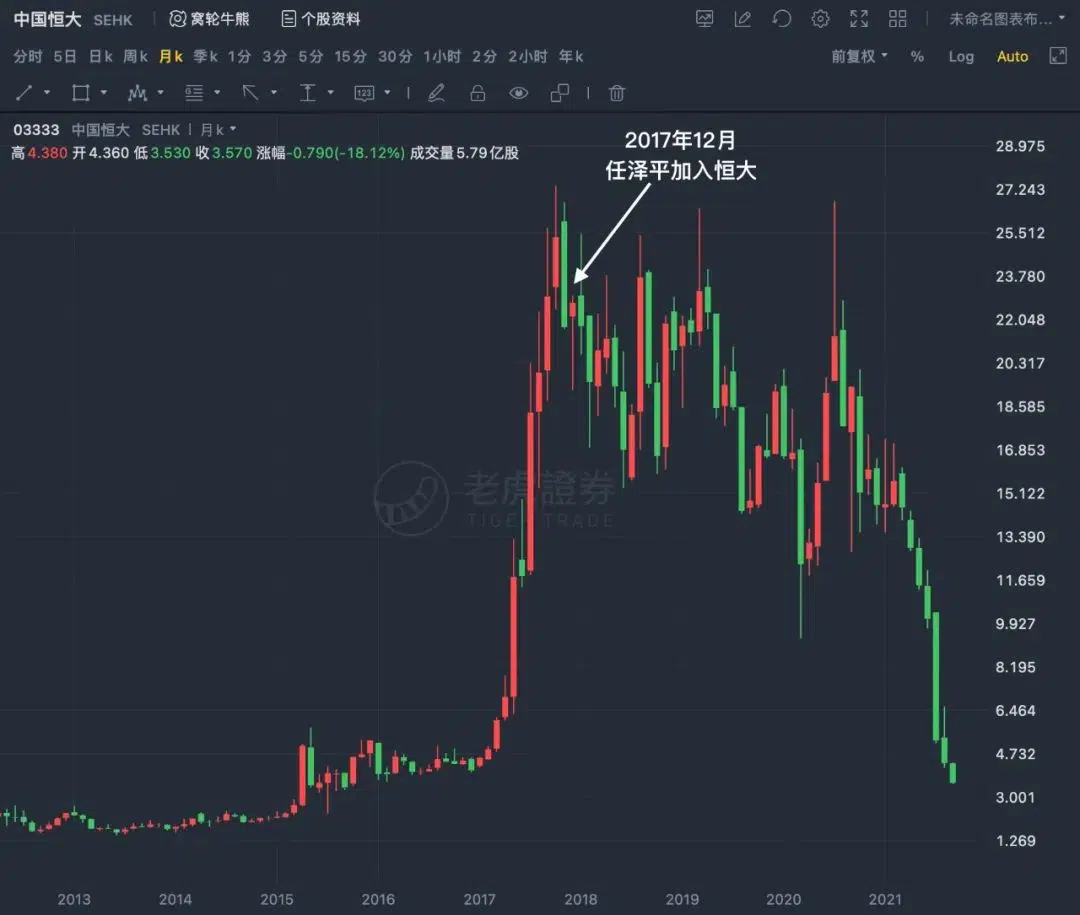 中国恒大 SEHK 窝轮牛熊 个股资料 未命名图表布...
分时 5日 日k 周k 月k 季k 1分 3分 5分 15分 30分 1小时 2分 2小时 年k 前复权 % Log Auto
123
03333 中国恒大 SEHK 月k
高4.380 开4.360 低3.530 收3.570 涨幅-0.790(-18.12%) 成交量5.79亿股
2017年12月
任泽平加入恒大
28.975
27.243
25.512
23.780
22.048
20.317
18.585
16.853
老虎證券
15.122
TIGER TRADE
13.390
11.659
9.927
8.195
6.464
4.732
3.001
1.269
2013 2014 2015 2016 2017 2018 2019 2020 2021